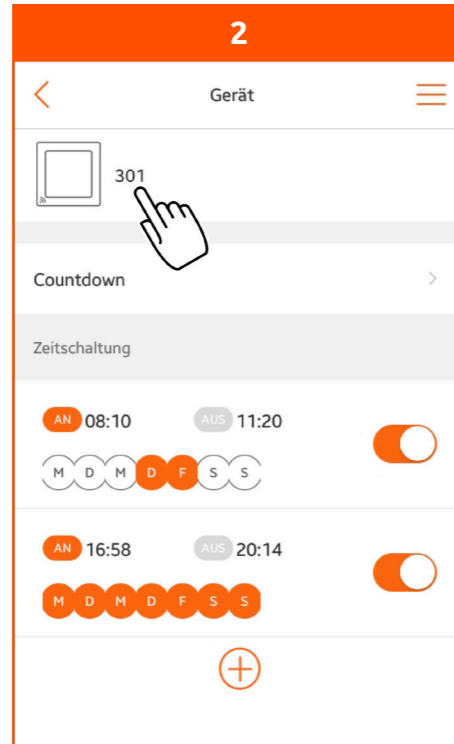 2
Gerät
301
Countdown
Zeitschaltung
AN 08:10 AUS 11:20
M D M D F S S
AN 16:58 AUS 20:14
M D M D F S S